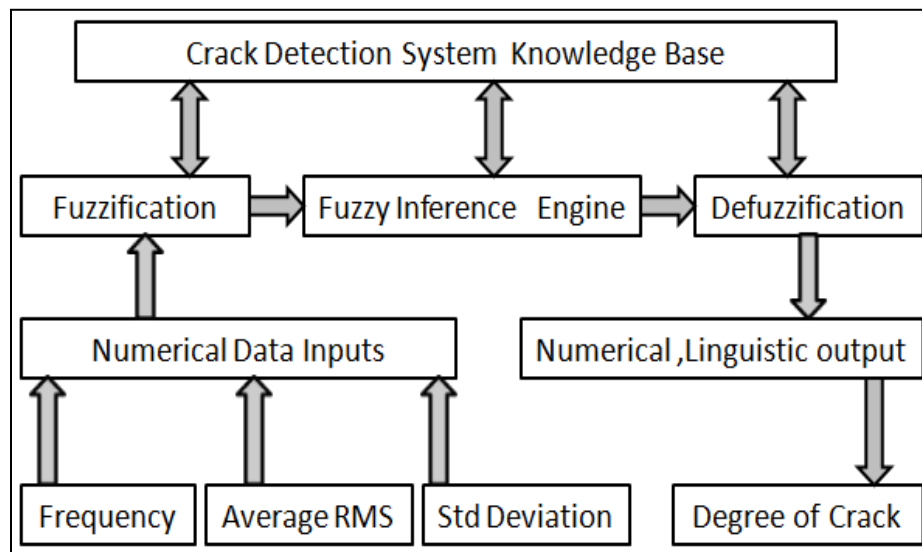 Crack Detection System Knowledge Base
Fuzzification
Fuzzy Inference Engine
Defuzzification
Numerical Data Inputs
Numerical ,Linguistic output
Frequency
Average RMS
Std Deviation
Degree of Crack